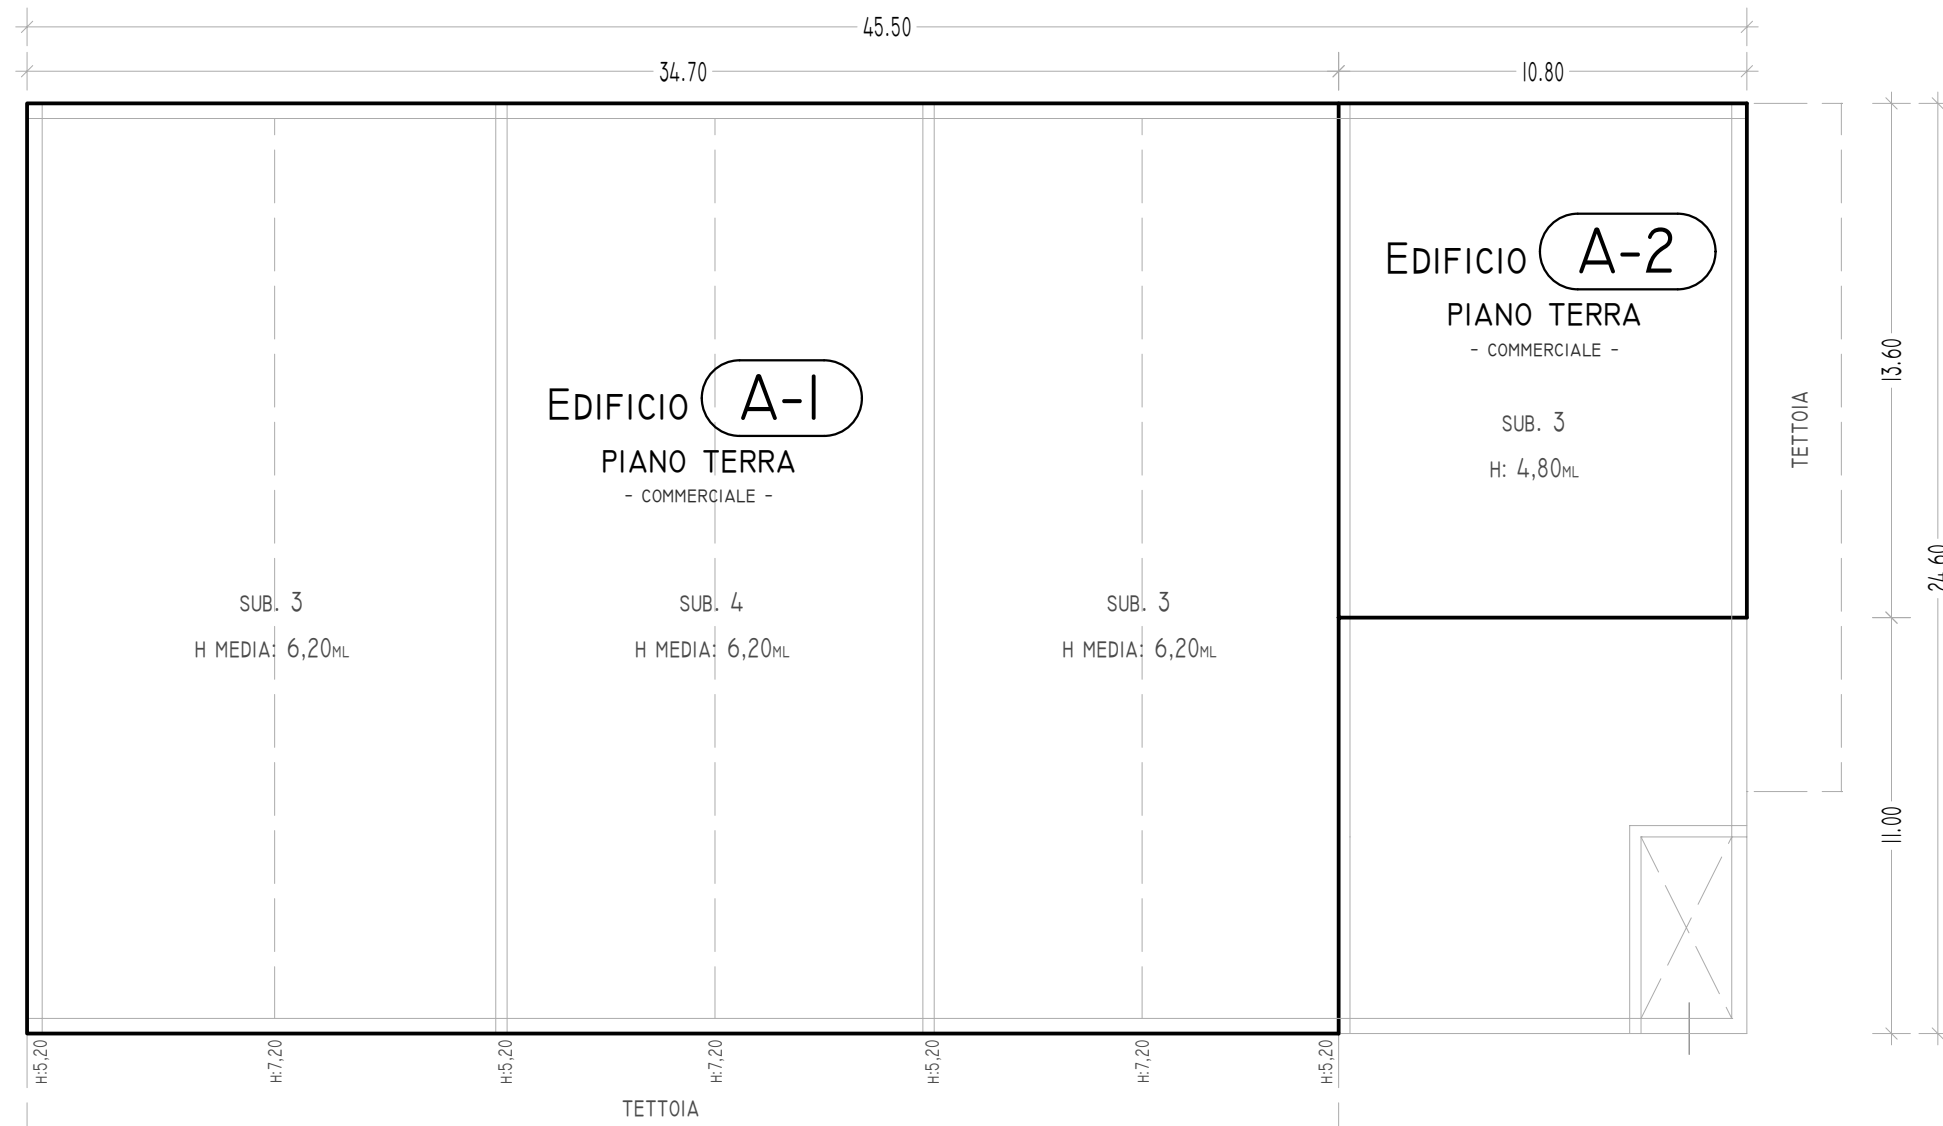 45.50
34.70
10.80
EDIFICIO A-2
PIANO TERRA
- COMMERCIALE -
SUB. 3
H: 4,80ML
13.60
TETTOIA
EDIFICIO A-1
PIANO TERRA
- COMMERCIALE -
24.60
SUB. 3
H MEDIA: 6,20ML
SUB. 4
H MEDIA: 6,20ML
SUB. 3
H MEDIA: 6,20ML
11.00
H:5,20
H:7,20
H:5,20
H:7,20
H:5,20
H:7,20
H:5,20
TETTOIA